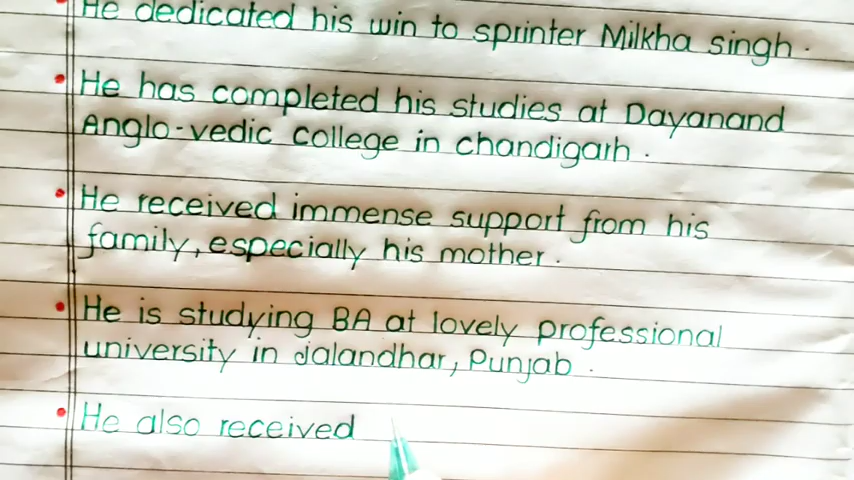 He dedicated his win to sprinter Milkha singh.
He has completed his studies at Dayanand
Anglo-vedic college in chandigarh.
He received immense support from his
family, especially his mother.
He is studying BA at lovely professional
university in Jalandhar, Punjab.
He also received